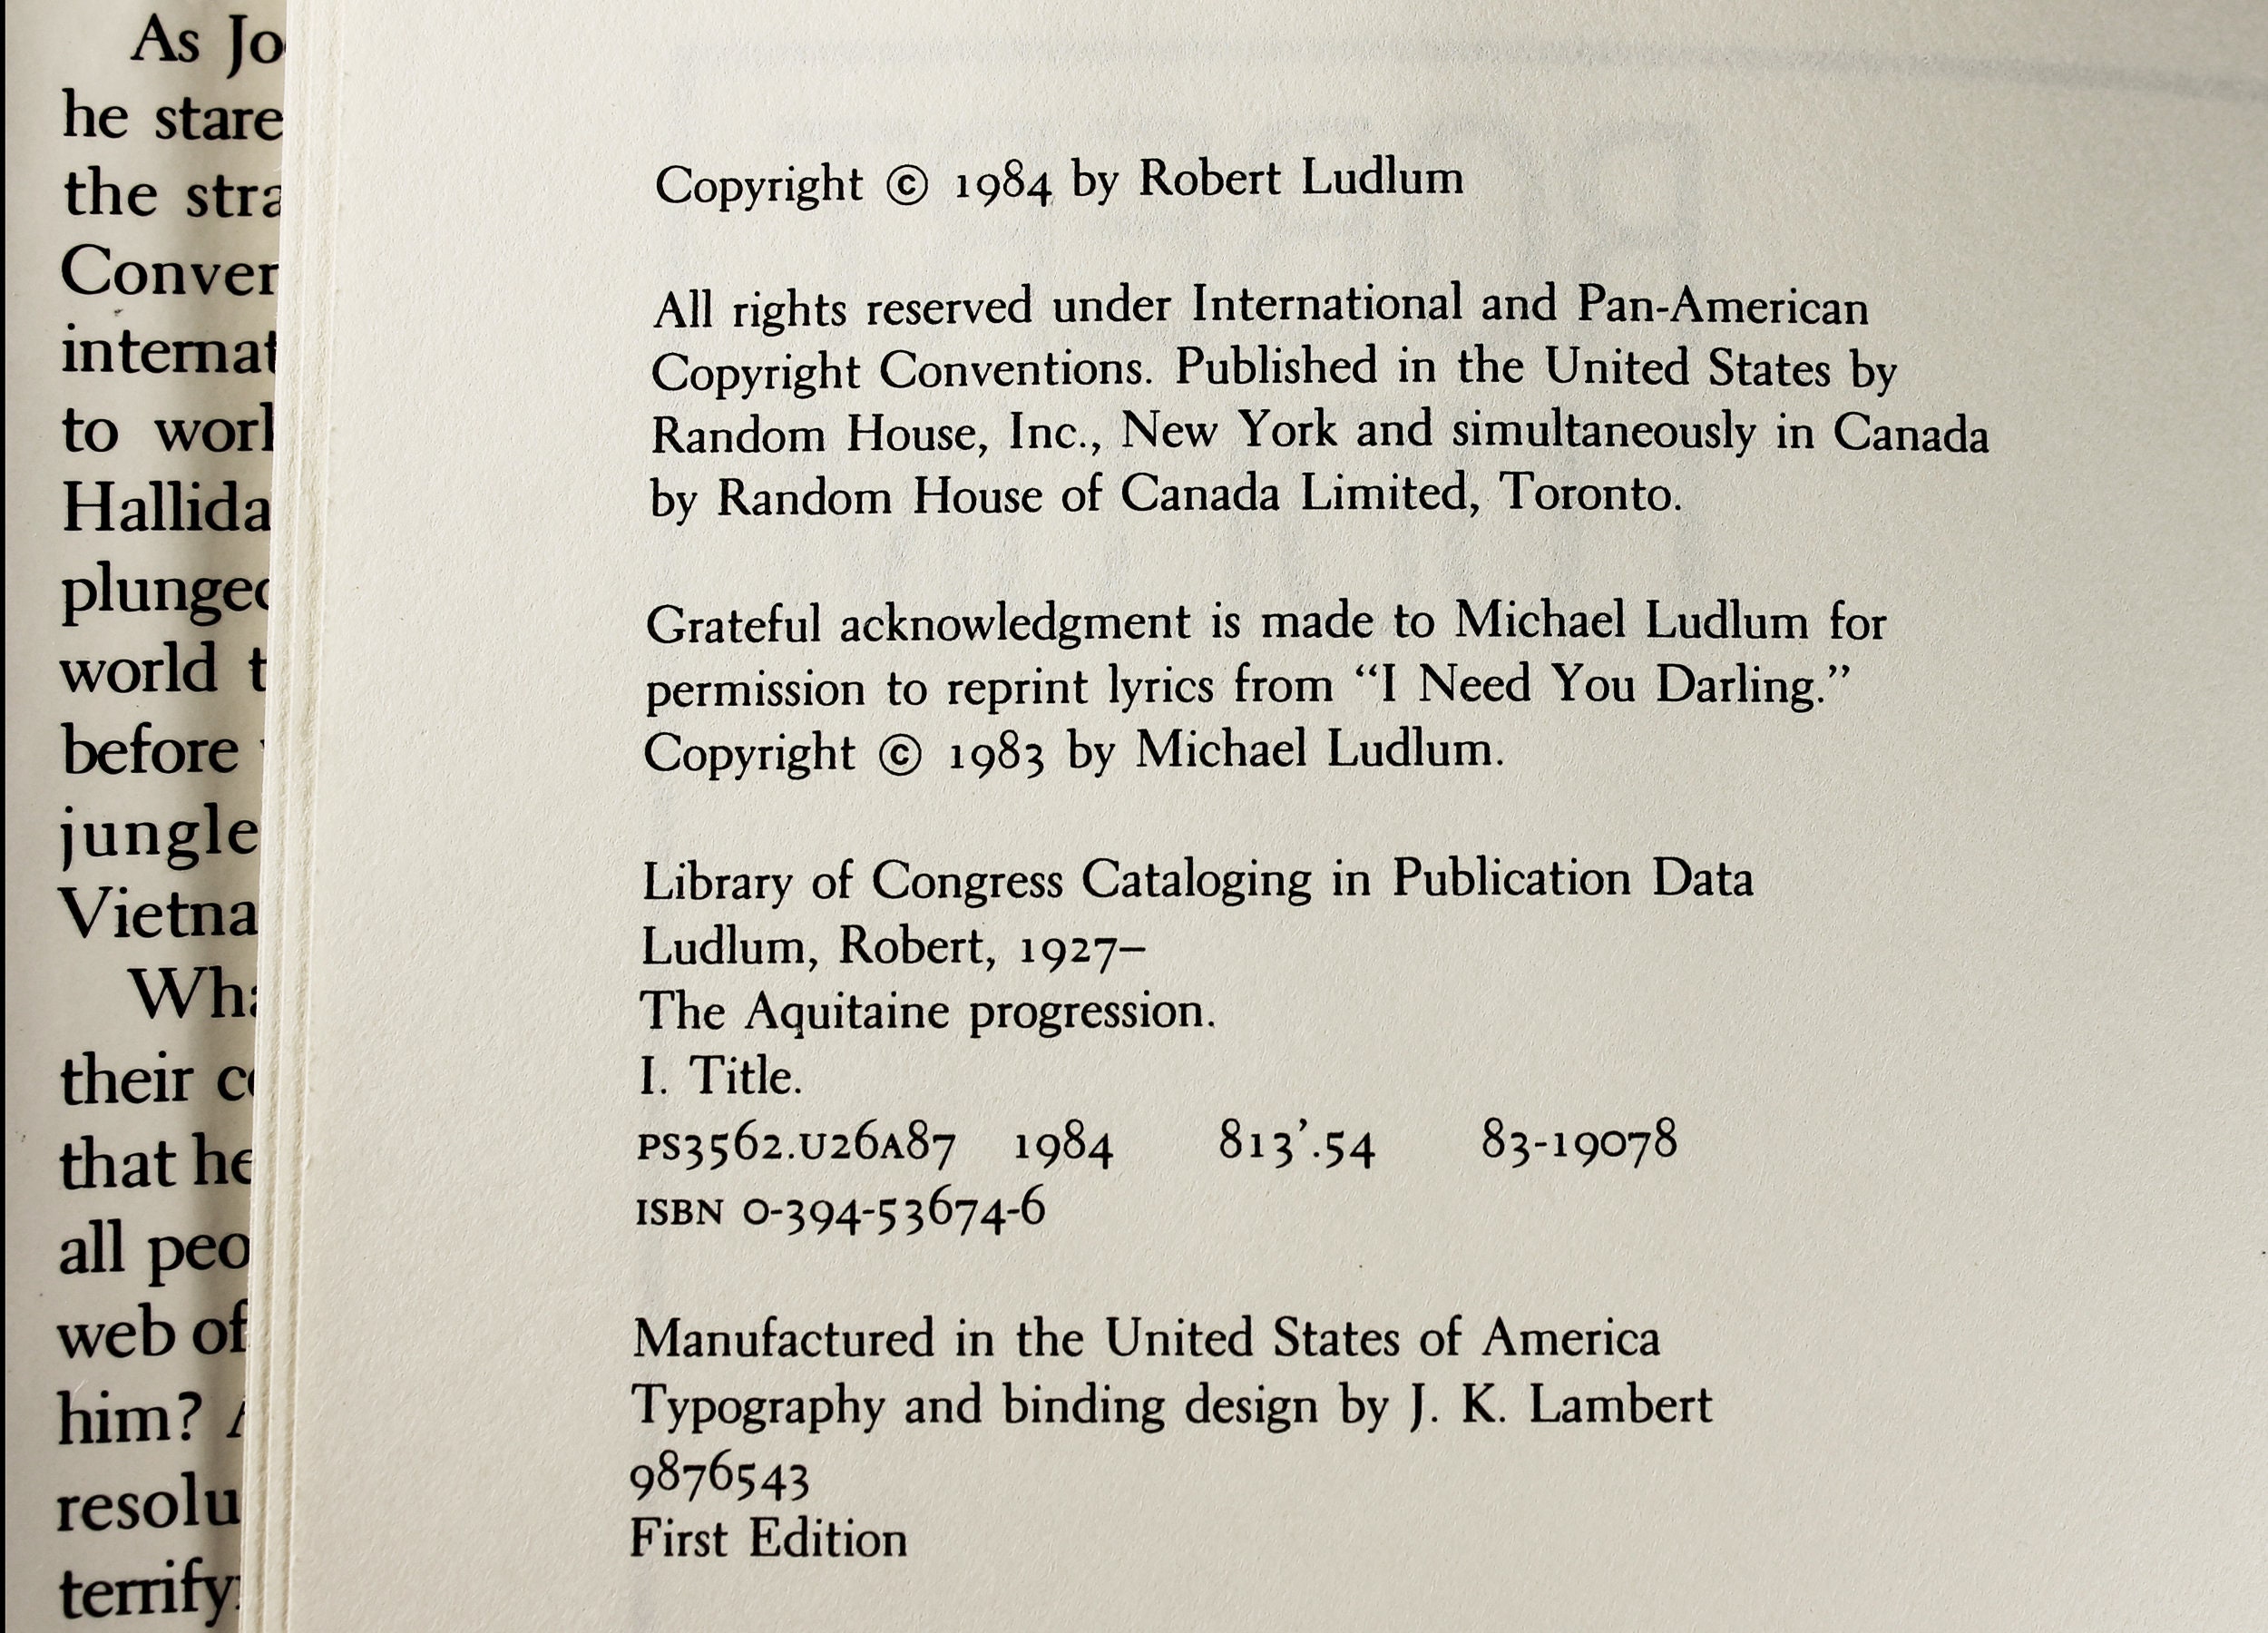 As
he stare
the
Conver
internat
to
Hallida
plunged
world
before
jungle
Vietna
their
that he
all peo
web of
him?
resolu
terrify
Copyright © 1984 by Robert Ludlum
All rights reserved under International and Pan-American
Copyright Conventions. Published in the United States by
Random House, Inc., New York and simultaneously in Canada
by Random House of Canada Limited, Toronto.
Grateful acknowledgment is made to Michael Ludlum for
permission to reprint lyrics from “I Need You Darling.”
Copyright © 1983 by Michael Ludlum.
Library of Congress Cataloging in Publication Data
Ludlum, Robert, 1927–
The Aquitaine progression.
I. Title.
PS3562.U26A87 1984 813’.54 83-19078
ISBN 0-394-53674-6
Manufactured in the United States of America
Typography and binding design by J. K. Lambert
9876543
First Edition